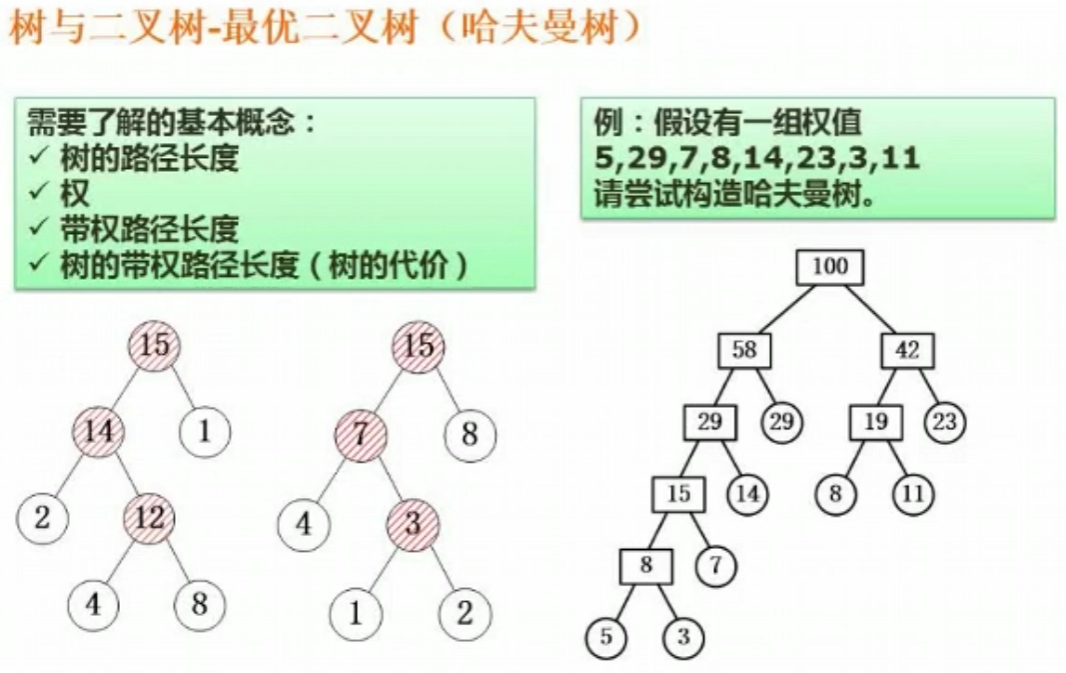 树与二叉树-最优二叉树（哈夫曼树）
需要了解的基本概念：
✓ 树的路径长度
✓ 权
✓ 带权路径长度
✓ 树的带权路径长度（树的代价）
例：假设有一组权值
5,29,7,8,14,23,3,11
请尝试构造哈夫曼树。
15
14 1
2 12
4 8
15
7 8
4 3
1 2
100
58 42
29 29 19 23
15 14 8 11
8 7
5 3